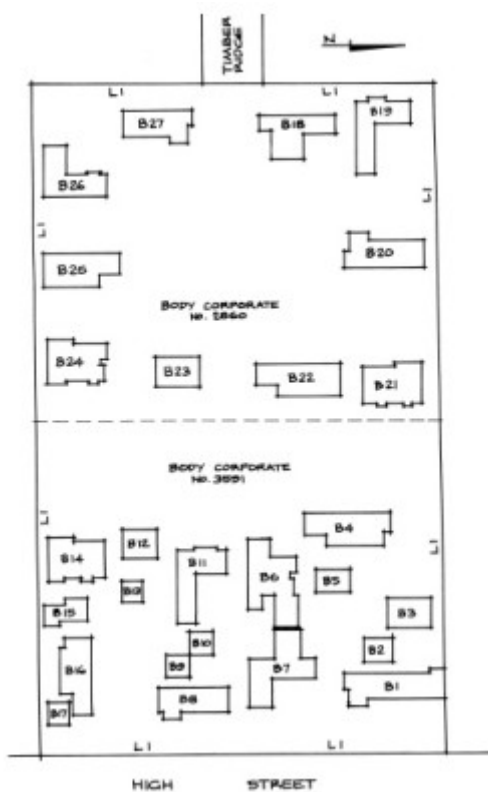 TIMBER
RIDGE
N
L1
L1
B27
B18
B19
B26
L1
L1
B25
B20
BODY CORPORATE
No. 2860
B24
B23
B22
B21
BODY CORPORATE
No. 3551
L1
B4
B14
B12
B11
B6
L1
B5
B13
B15
B3
B10
B2
B16
B9
B7
B1
B8
B17
L1
L1
HIGH STREET